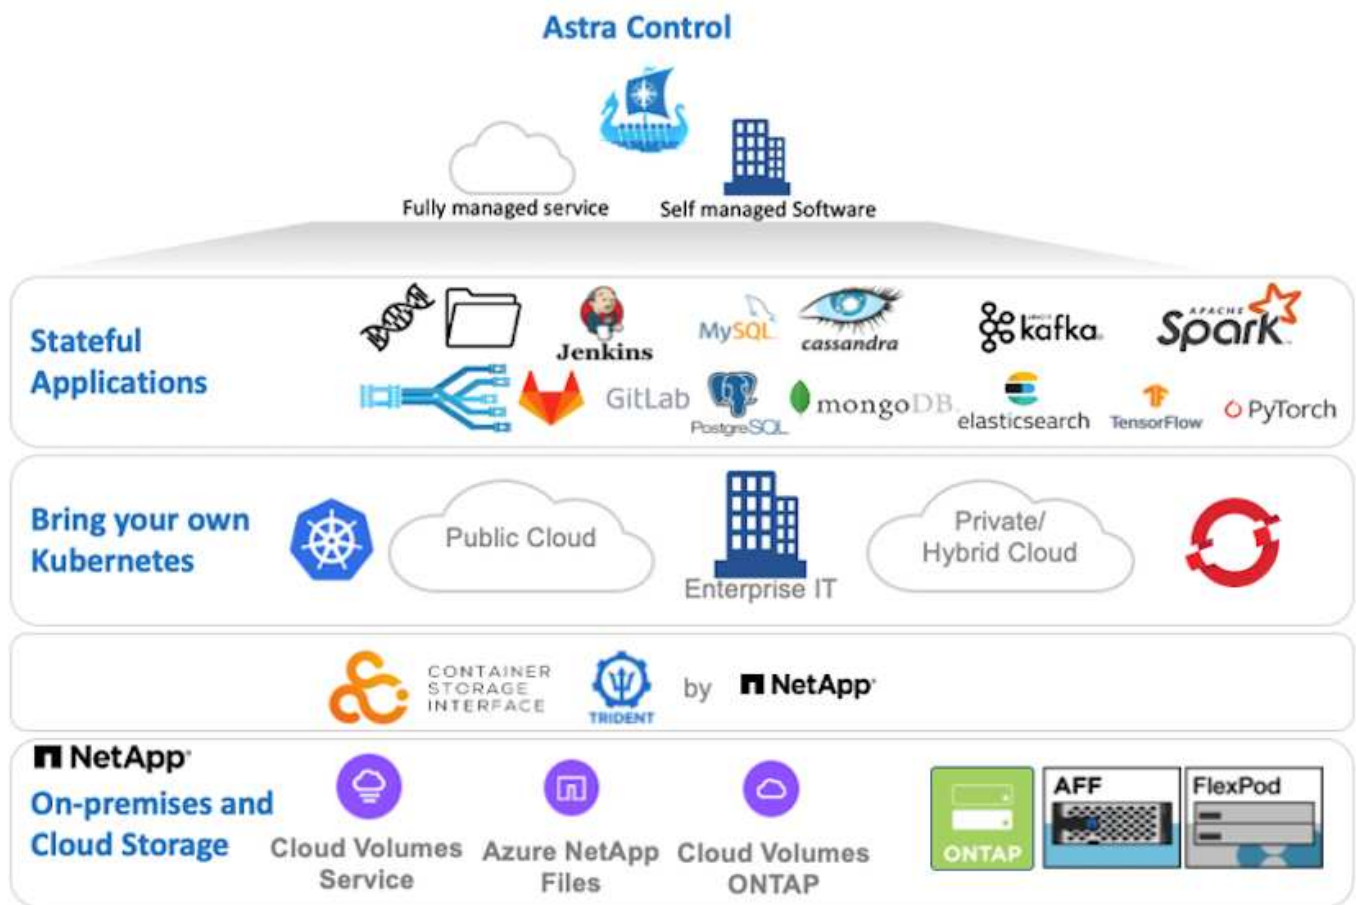 Astra Control
Fully managed service
Self managed Software
Stateful
Applications
Jenkins
MySQL
cassandra
kafka
APACHE
Spark
GitLab
PostgreSQL
mongoDB
elasticsearch
TensorFlow
PyTorch
Bring your own
Kubernetes
Public Cloud
Enterprise IT
Private/
Hybrid Cloud
CONTAINER
STORAGE
INTERFACE
TRIDENT
by
NetApp
NetApp
On-premises and
Cloud Storage
Cloud Volumes
Service
Azure NetApp
Files
Cloud Volumes
ONTAP
ONTAP
AFF
FlexPod